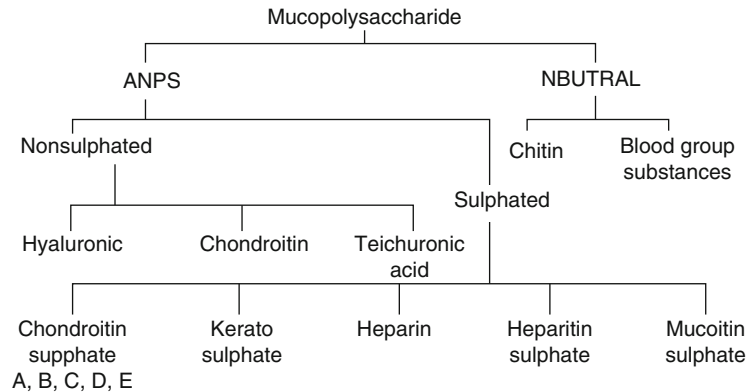 Mucopolysaccharide
ANPS
NBUTRAL
Nonsulphated
Chitin
Blood group
substances
Sulphated
Hyaluronic
Chondroitin
Teichuronic
acid
Chondroitin
supphate
A, B, C, D, E
Kerato
sulphate
Heparin
Heparitin
sulphate
Mucoitin
sulphate